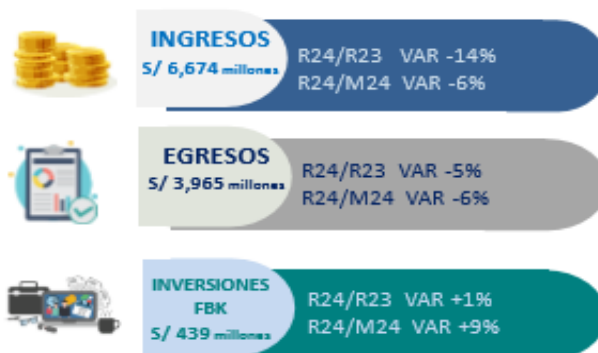 INGRESOS
S/ 6,674 millones
R24/R23 VAR -14%
R24/M24 VAR -6%
EGRESOS
S/ 3,965 millones
R24/R23 VAR -5%
R24/M24 VAR -6%
INVERSIONES
FBK
S/ 439 millones
R24/R23 VAR +1%
R24/M24 VAR +9%